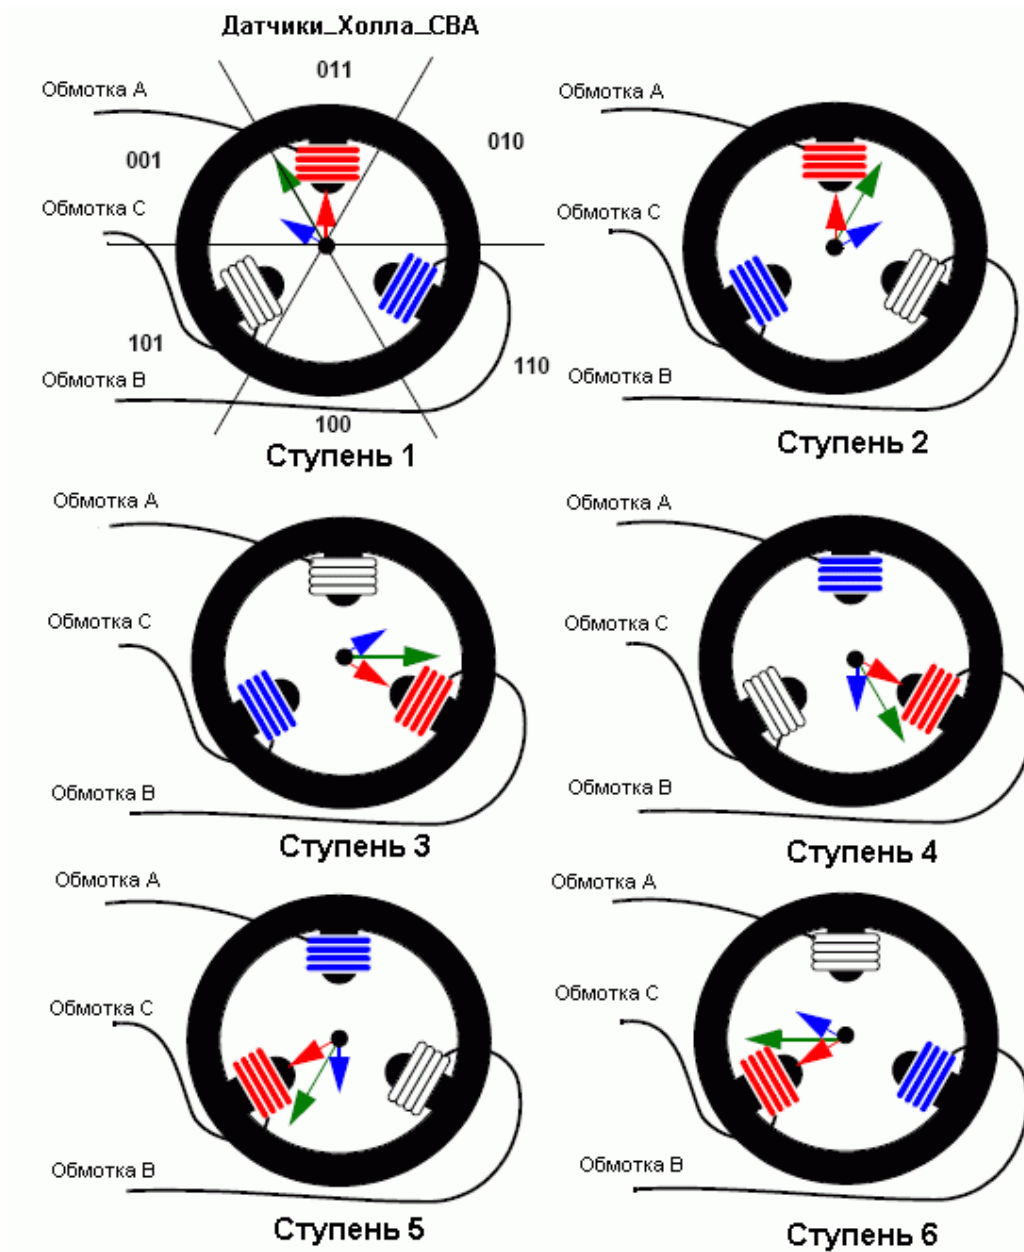 Датчики_Холла_СВА
011
Обмотка А
Обмотка А
010
001
Обмотка С
Обмотка С
101
110
Обмотка В
Обмотка В
100
Ступень 1
Ступень 2
Обмотка А
Обмотка А
Обмотка С
Обмотка С
Обмотка В
Обмотка В
Ступень 3
Ступень 4
Обмотка А
Обмотка А
Обмотка С
Обмотка С
Обмотка В
Обмотка В
Ступень 5
Ступень 6